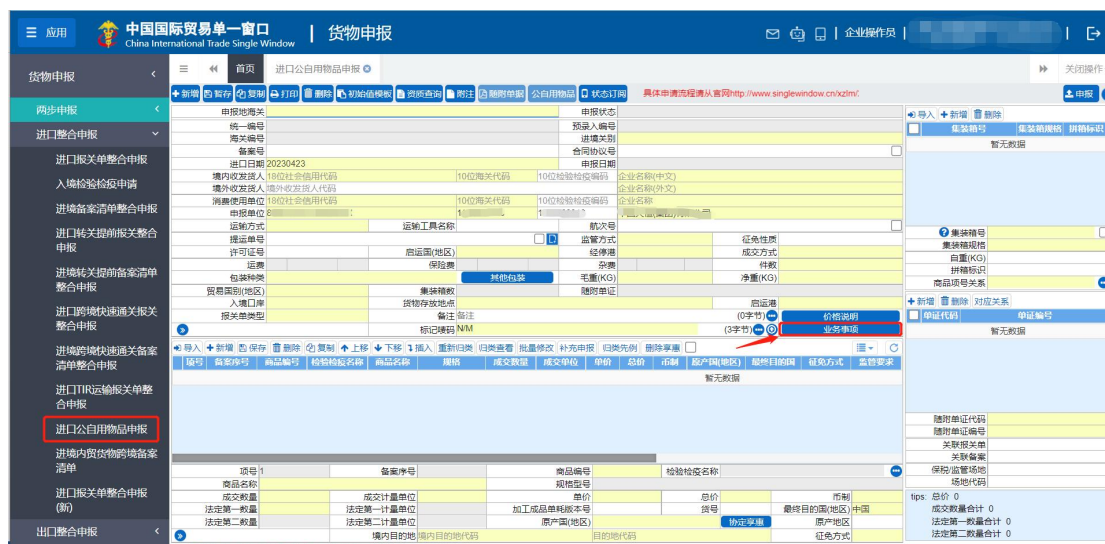 应用
中国国际贸易单一窗口
China International Trade Single Window
货物申报
企业操作员
货物申报
首页
进口公自用物品申报
关闭操作
新增 暂存 复制 打印 删除 初始值模板 资质查询 附注 随附单据 公自用物品 状态订阅
具体申请流程请从官网http://www.singlewindow.cn/xzlm/:
申报
两步申报
进口整合申报
进口报关单整合申报
入境检验检疫申请
进境备案清单整合申报
进口转关提前报关整合
申报
进境转关提前备案清单
整合申报
进口跨境快速通关报关
整合申报
进境跨境快速通关备案
清单整合申报
进口TIR运输报关单整
合申报
进口公自用物品申报
进境内贸货物跨境备案
清单
进口报关单整合申报
(新)
出口整合申报
申报地海关 申报状态
统一编号 预录入编号
海关编号 进境关别
备案号 合同协议号
进口日期 20230423 申报日期
境内收发货人 18位社会信用代码 10位海关代码 10位检验检疫编码 企业名称(中文)
境外收发货人 境外收发货人代码 企业名称(外文)
消费使用单位 18位社会信用代码 10位海关代码 10位检验检疫编码 企业名称
申报单位
运输方式 运输工具名称 航次号
提运单号 监管方式 征免性质
许可证号 启运国(地区) 经停港 成交方式
运费 保险费 杂费 件数
包装种类 其他包装 毛重(KG) 净重(KG)
贸易国别(地区) 集装箱数 随附单证
入境口岸 货物存放地点 启运港
报关单类型 备注 备注 (0字节) 价格说明
标记唛码 N/M (3字节) 业务事项
导入 新增 保存 删除 复制 上移 下移 插入 重新归类 归类查看 批量修改 补充申报 归类先例 删除享惠
项号 备案序号 商品编号 检验检疫名称 商品名称 规格 成交数量 成交单位 单价 总价 币制 原产国(地区) 最终目的国 征免方式 监管要求
暂无数据
项号 1 备案序号 商品编号 检验检疫名称
商品名称 规格型号
成交数量 成交计量单位 单价 总价 币制
法定第一数量 法定第一计量单位 加工成品单耗版本号 货号 最终目的国(地区) 中国
法定第二数量 法定第二计量单位 原产国(地区) 协定享惠 原产地区
境内目的地 境内目的地代码 目的地代码 征免方式
导入 新增 删除
集装箱号 集装箱规格 拼箱标识
暂无数据
集装箱号
集装箱规格
自重(KG)
拼箱标识
商品项号关系
新增 删除 对应关系
单证代码 单证编号
暂无数据
随附单证代码
随附单证编号
关联报关单
关联备案
保税/监管场地
场地代码
tips: 总价 0
成交数量合计 0
法定第一数量合计 0
法定第二数量合计 0